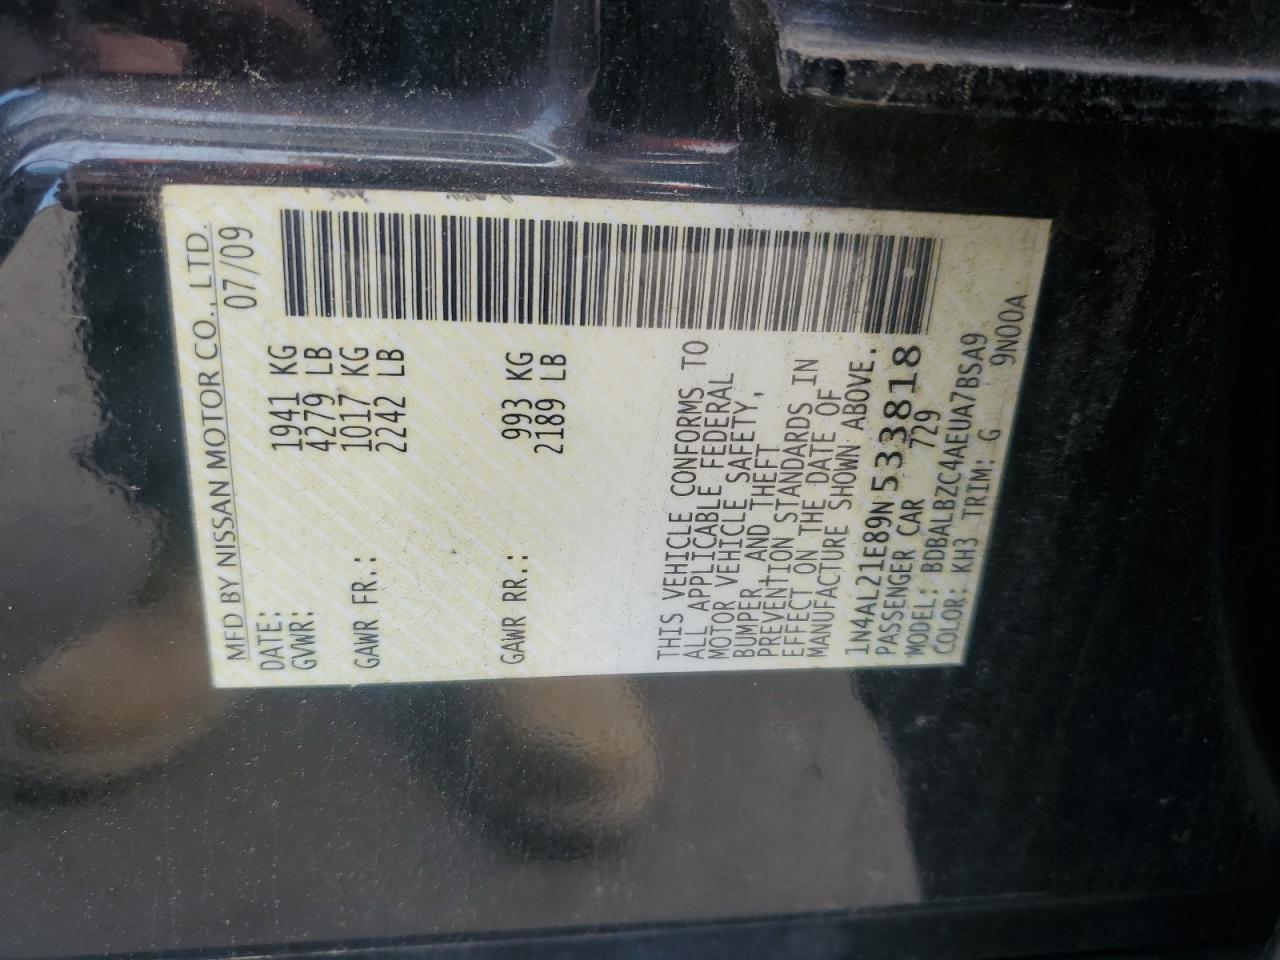 MFD BY NISSAN MOTOR CO., LTD.
DATE: 07/09
GVWR: 1941 KG
4279 LB
GAWR FR.: 1017 KG
2242 LB
GAWR RR.: 993 KG
2189 LB
THIS VEHICLE CONFORMS TO
ALL APPLICABLE FEDERAL
MOTOR VEHICLE SAFETY,
BUMPER, AND THEFT
PREVENTION STANDARDS IN
EFFECT ON THE DATE OF
MANUFACTURE SHOWN ABOVE.
1N4AL21E89N533818
PASSENGER CAR 729
MODEL: BDBALBZC4AEUA7BSA9
COLOR: KH3 TRIM: G 9N00A